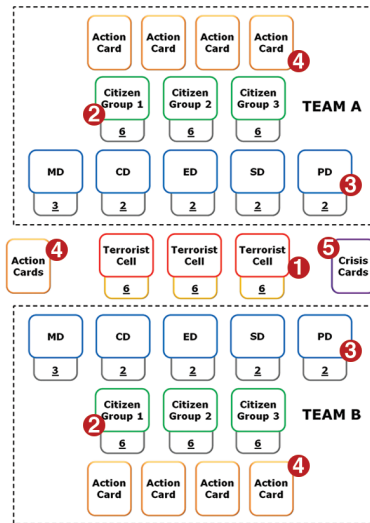 Action Card Action Card Action Card Action Card
4
Citizen Group 1 Citizen Group 2 Citizen Group 3
TEAM A
2
6 6 6
MD CD ED SD PD
3
3 2 2 2 2
Action Cards
4
Terrorist Cell Terrorist Cell Terrorist Cell
1
5
Crisis Cards
6 6 6
MD CD ED SD PD
3
3 2 2 2 2
Citizen Group 1 Citizen Group 2 Citizen Group 3
2
TEAM B
6 6 6
Action Card Action Card Action Card Action Card
4